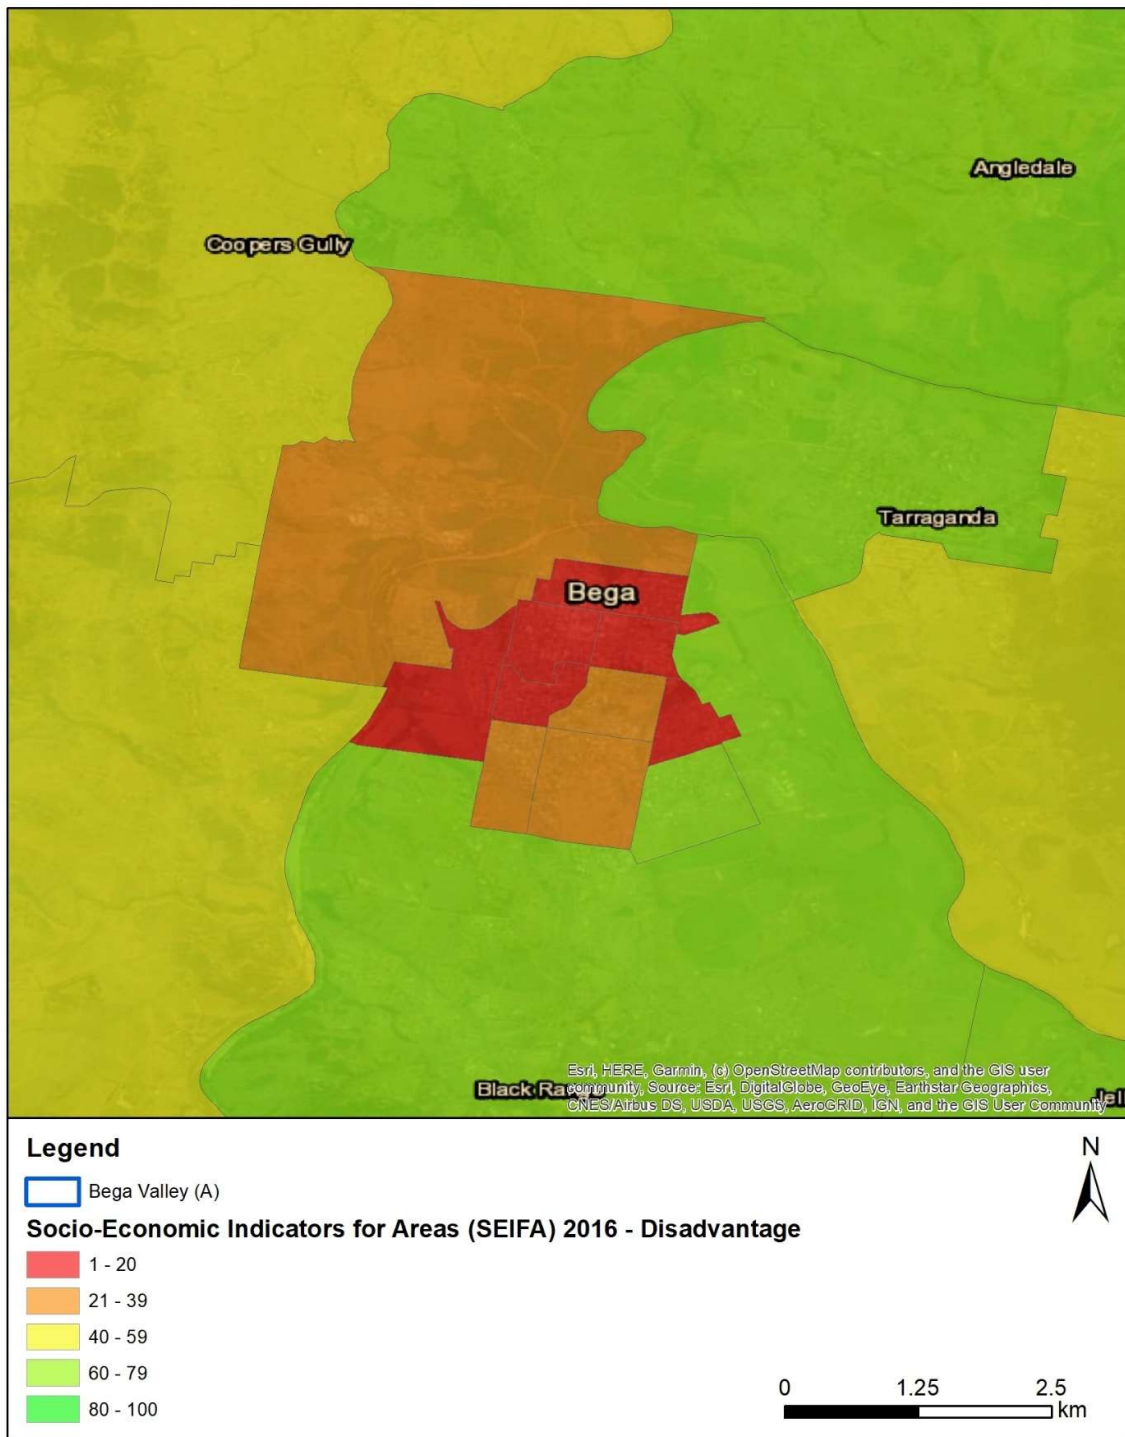 Angledale
Coopers Gully
Tarraganda
Bega
Esri, HERE, Garmin, (c) OpenStreetMap contributors, and the GIS user
community, Source: Esri, DigitalGlobe, GeoEye, Earthstar Geographics,
CNES/Airbus DS, USDA, USGS, AeroGRID, IGN, and the GIS User Community
Black
Legend
N
Bega Valley (A)
Socio-Economic Indicators for Areas (SEIFA) 2016 - Disadvantage
1 - 20
21 - 39
40 - 59
60 - 79
80 - 100
0 1.25 2.5
km